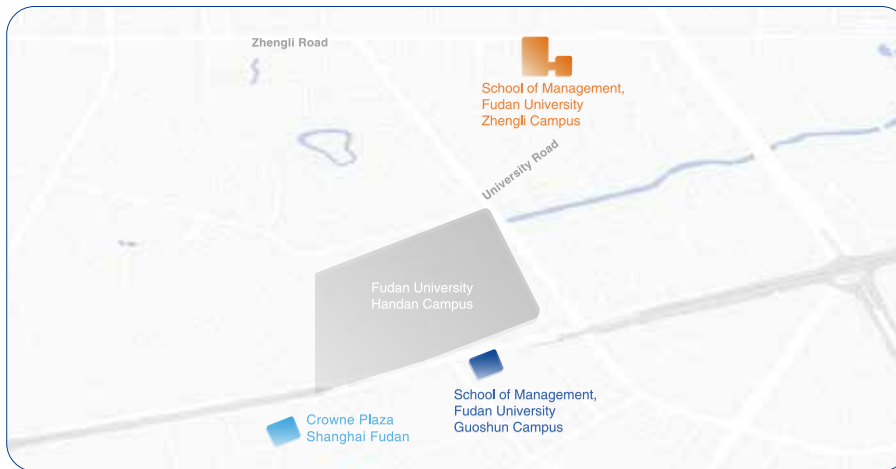 Zhengli Road
School of Management,
Fudan University
Zhengli Campus
University Road
Fudan University
Handan Campus
School of Management,
Fudan University
Guoshun Campus
Crowne Plaza
Shanghai Fudan